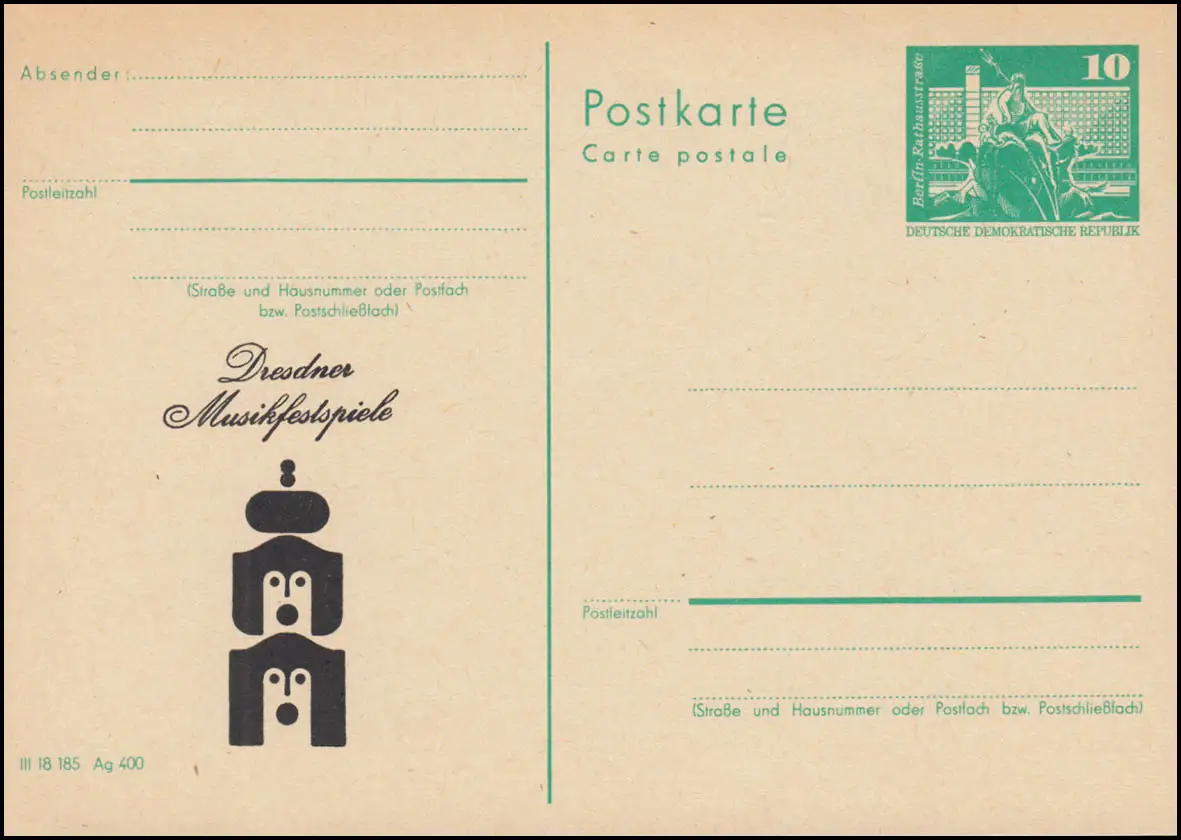 Absender:
Postleitzahl
(Straße und Hausnummer oder Postfach
bzw. Postschließfach)
Dresdner
Musikfestspiele
III 18 185 Ag 400
Postkarte
Carte postale
10
Berlin-Rathausstraße
DEUTSCHE DEMOKRATISCHE REPUBLIK
Postleitzahl
(Straße und Hausnummer oder Postfach bzw. Postschließfach)